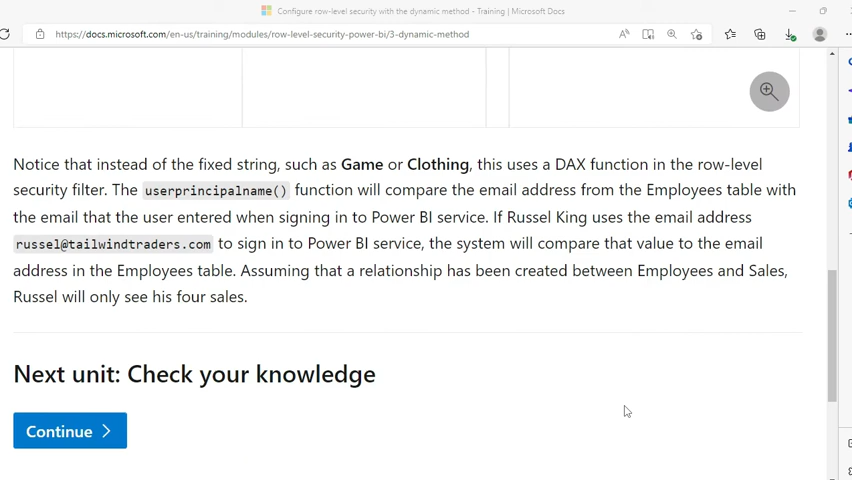 Configure row-level security with the dynamic method - Training | Microsoft Docs
https://docs.microsoft.com/en-us/training/modules/row-level-security-power-bi/3-dynamic-method
Notice that instead of the fixed string, such as Game or Clothing, this uses a DAX function in the row-level
security filter. The userprincipalname() function will compare the email address from the Employees table with
the email that the user entered when signing in to Power BI service. If Russel King uses the email address
russel@tailwindtraders.com to sign in to Power BI service, the system will compare that value to the email
address in the Employees table. Assuming that a relationship has been created between Employees and Sales,
Russel will only see his four sales.
Next unit: Check your knowledge
Continue